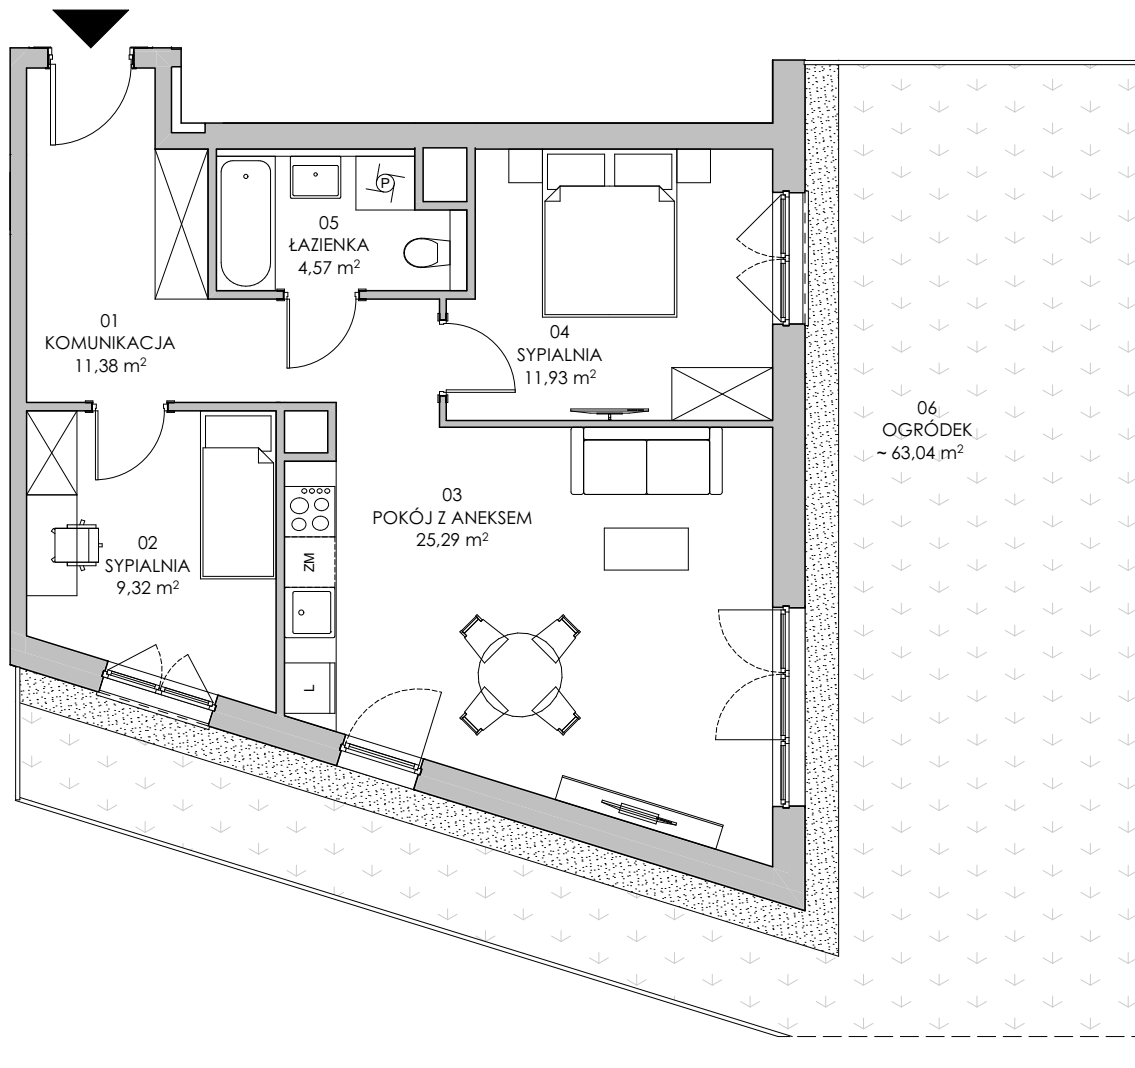 05
ŁAZIENKA
4,57 m²
P
01
KOMUNIKACJA
11,38 m²
04
SYPIALNIA
11,93 m²
06
OGRÓDEK
~ 63,04 m²
03
POKÓJ Z ANEKSEM
25,29 m²
02
SYPIALNIA
9,32 m²
ZM
L